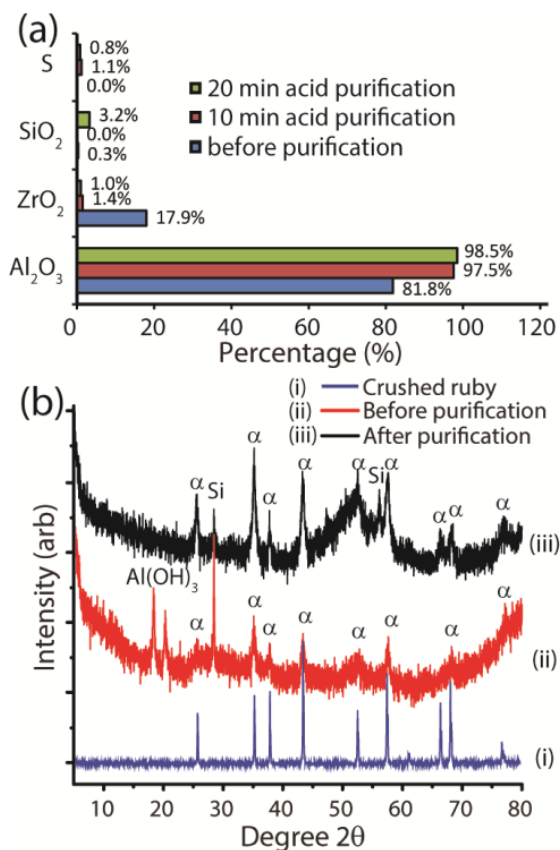 (a)
S
0.8%
1.1%
0.0%
SiO₂
3.2%
0.0%
0.3%
ZrO₂
1.0%
1.4%
17.9%
Al₂O₃
98.5%
97.5%
81.8%
20 min acid purification
10 min acid purification
before purification
0 20 40 60 80 100 120
Percentage (%)
(b)
(i) Crushed ruby
(ii) Before purification
(iii) After purification
Intensity (arb)
α Si α α α α Si α α α α (iii)
Al(OH)₃ α α α α α α α α (ii)
(i)
5 10 20 30 40 50 60 70 80
Degree 2θ